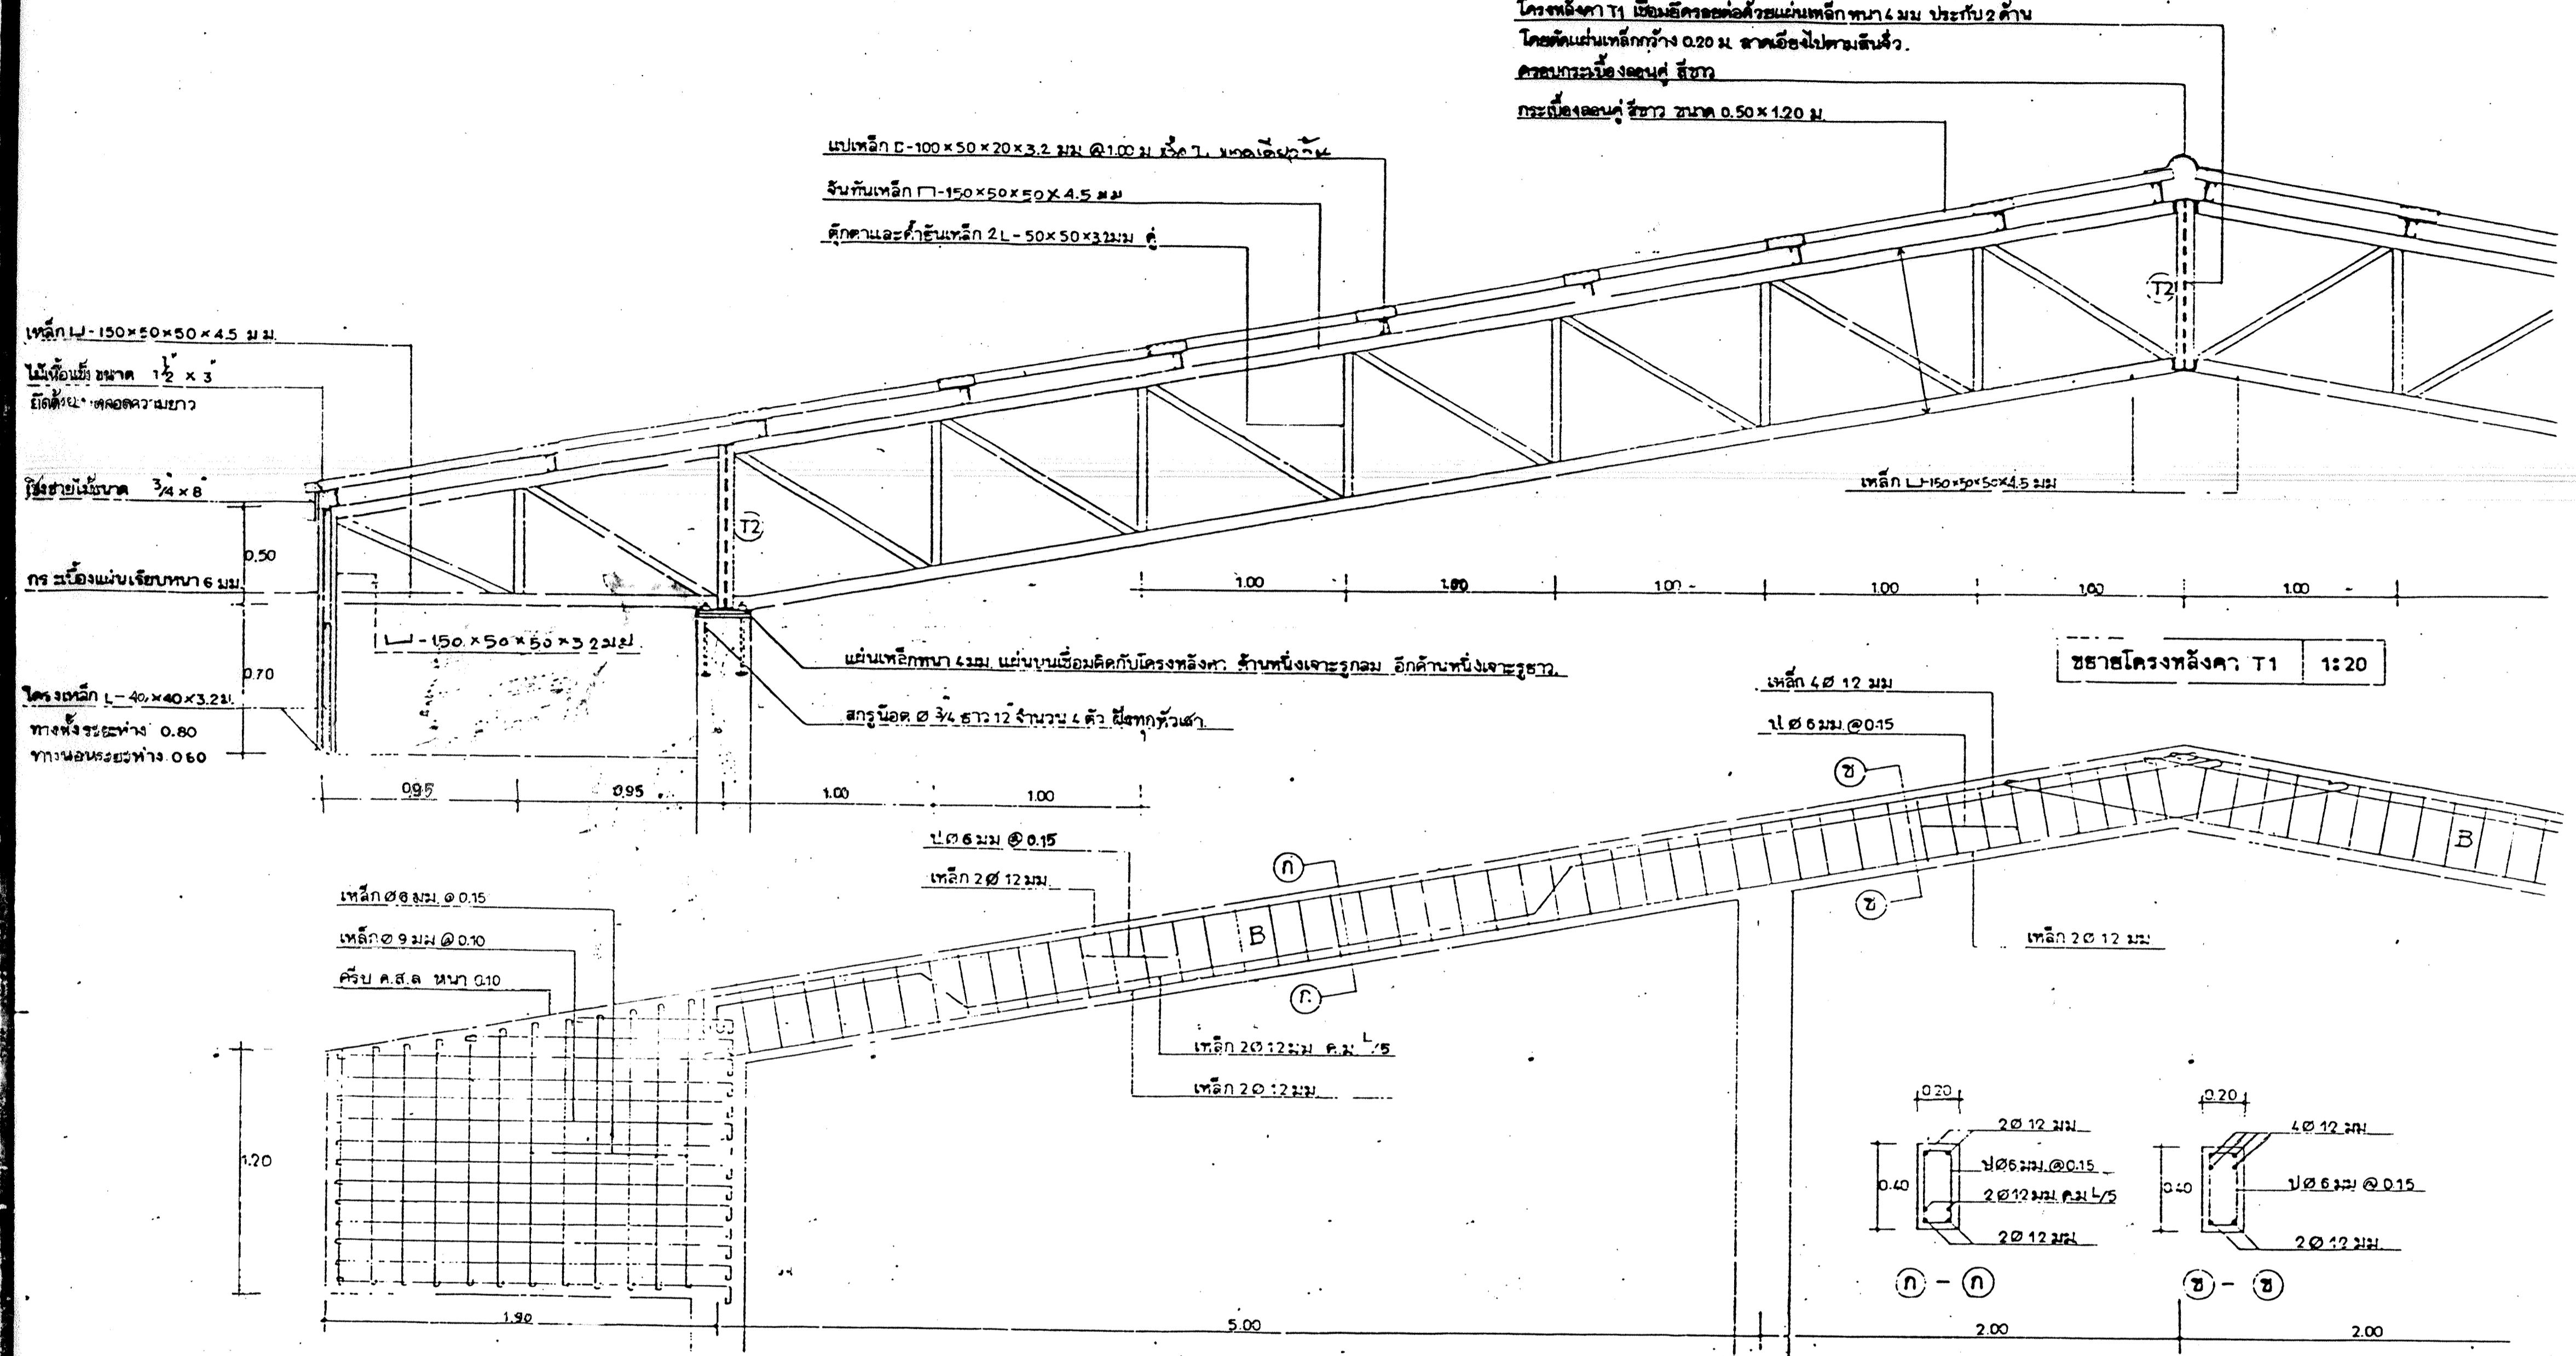 โครงหลังคา T1 เชื่อมยึดรอยต่อด้วยแผ่นเหล็กหนา 4 มม ประกับ 2 ด้าน
โดยตัดแผ่นเหล็กกว้าง 0.20 ม. ลาดเอียงไปตามสันจั่ว.
ครอบกระเบื้องลอนคู่ สีขาว
กระเบื้องลอนคู่ สีขาว ขนาด 0.50 × 1.20 ม.
แปเหล็ก C-100×50×20×3.2 มม @1.00 ม
จันทันเหล็ก ⊓-150×50×50×4.5 มม
ตุ๊กตาและค้ำยันเหล็ก 2L-50×50×3.2มม คู่
เหล็ก ⊔-150×50×50×4.5 มม.
ไม้เนื้อแข็ง ขนาด 1½" × 3"
ตลอดความยาว
เชิงชายไม้ขนาด 3/4 × 8"
0.50
กระเบื้องแผ่นเรียบหนา 6 มม.
0.70
โครงเหล็ก L-40×40×3.2ม.
ทางตั้งระยะห่าง 0.80
ทางนอนระยะห่าง 0.60
⊔-150×50×50×3.2มม.
T2
T2
เหล็ก ⊔-150×50×50×4.5 มม
1.00 1.00 1.00 1.00 1.00 1.00
แผ่นเหล็กหนา 4มม. แผ่นบนเชื่อมติดกับโครงหลังคา ด้านหนึ่งเจาะรูกลม อีกด้านหนึ่งเจาะรูยาว.
สกรูน๊อต Ø 3/4" ยาว 12" จำนวน 4 ตัว ฝังทุกหัวเสา
ขยายโครงหลังคา T1 1:20
0.95 0.95 1.00 1.00
เหล็ก 4Ø 12 มม
ป Ø 6 มม. @0.15
ป Ø 6 มม @ 0.15
เหล็ก 2Ø 12 มม.
ก
ก
ข
ข
B
B
เหล็ก Ø 6 มม. @ 0.15
เหล็ก Ø 9 มม @ 0.10
ครีบ ค.ส.ล หนา 0.10
เหล็ก 2Ø 12 มม
เหล็ก 2Ø 12มม ค.ม. L/5
เหล็ก 2Ø 12 มม.
1.20
1.90 5.00 2.00 2.00
0.20
0.40
2Ø 12 มม
ป Ø6 มม. @0.15
2Ø12มม. ค.ม L/5
2Ø 12 มม
ก - ก
0.20
0.40
4Ø 12 มม
ป Ø 6 มม @ 0.15
2Ø 12 มม.
ข - ข